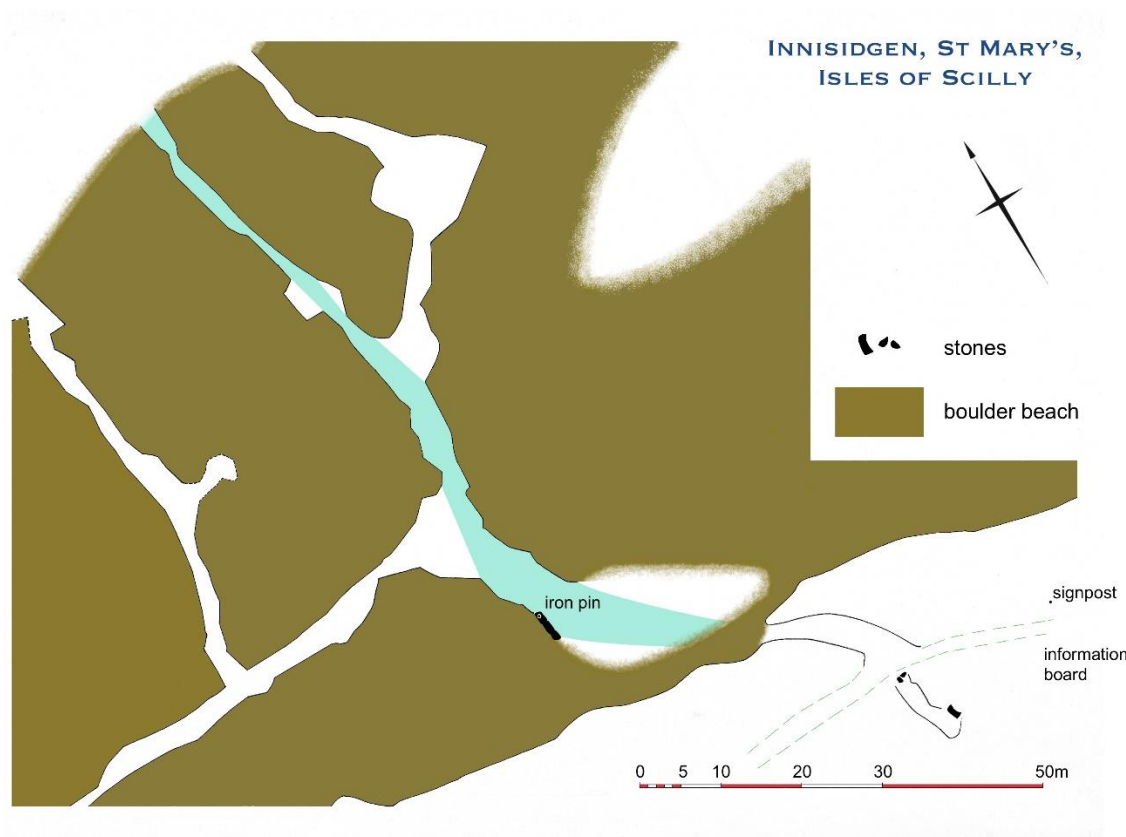 INNISIDGEN, ST MARY'S,
ISLES OF SCILLY
stones
boulder beach
iron pin
signpost
information
board
0 5 10 20 30 50m